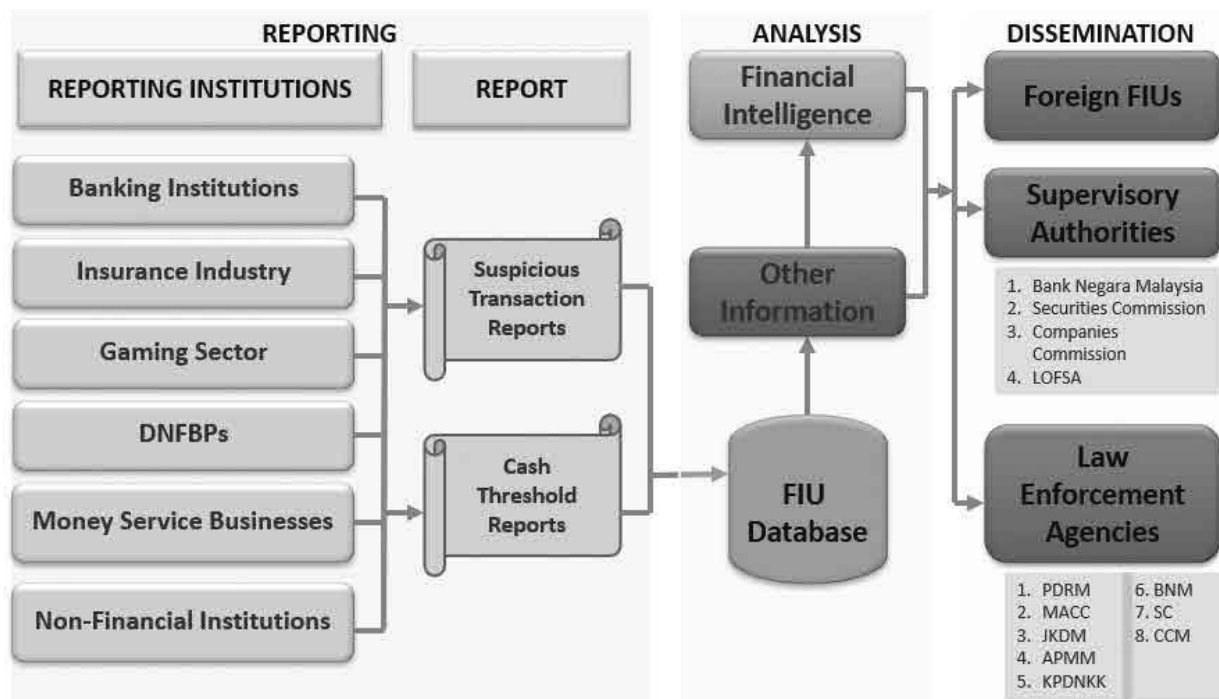 REPORTING
REPORTING INSTITUTIONS
REPORT
Banking Institutions
Insurance Industry
Gaming Sector
DNFBPs
Money Service Businesses
Non-Financial Institutions
Suspicious
Transaction
Reports
Cash
Threshold
Reports
ANALYSIS
Financial
Intelligence
Other
Information
FIU
Database
DISSEMINATION
Foreign FIUs
Supervisory
Authorities
1. Bank Negara Malaysia
2. Securities Commission
3. Companies
Commission
4. LOFSA
Law
Enforcement
Agencies
1. PDRM
2. MACC
3. JKDM
4. APMM
5. KPDNKK
6. BNM
7. SC
8. CCM